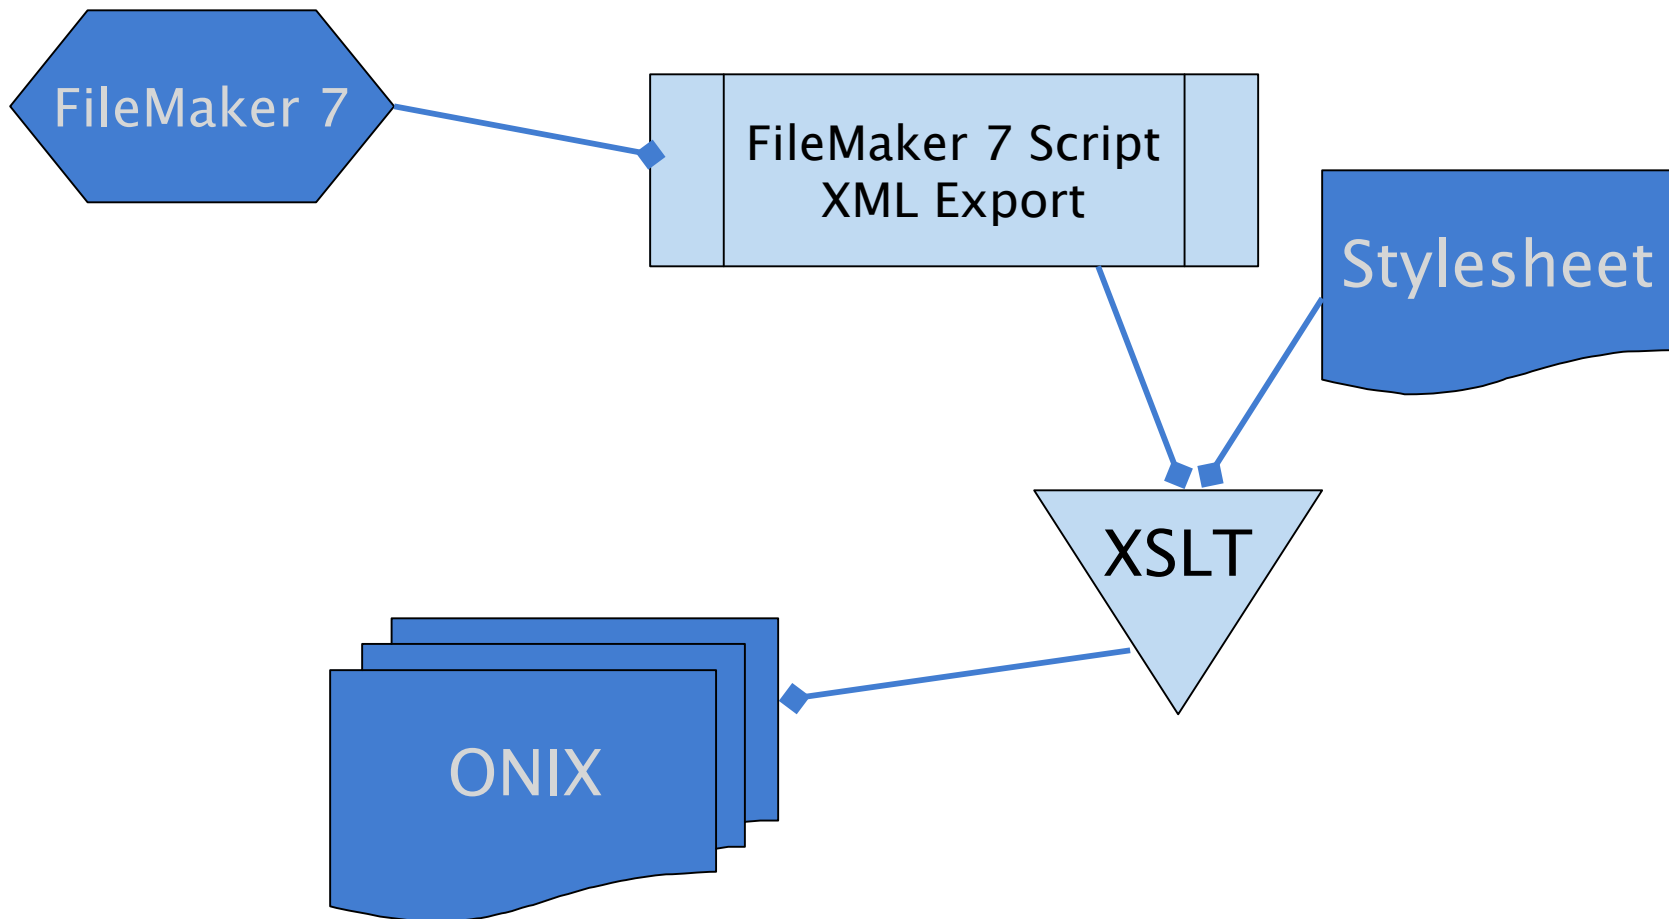 FileMaker 7
FileMaker 7 Script
XML Export
Stylesheet
XSLT
ONIX